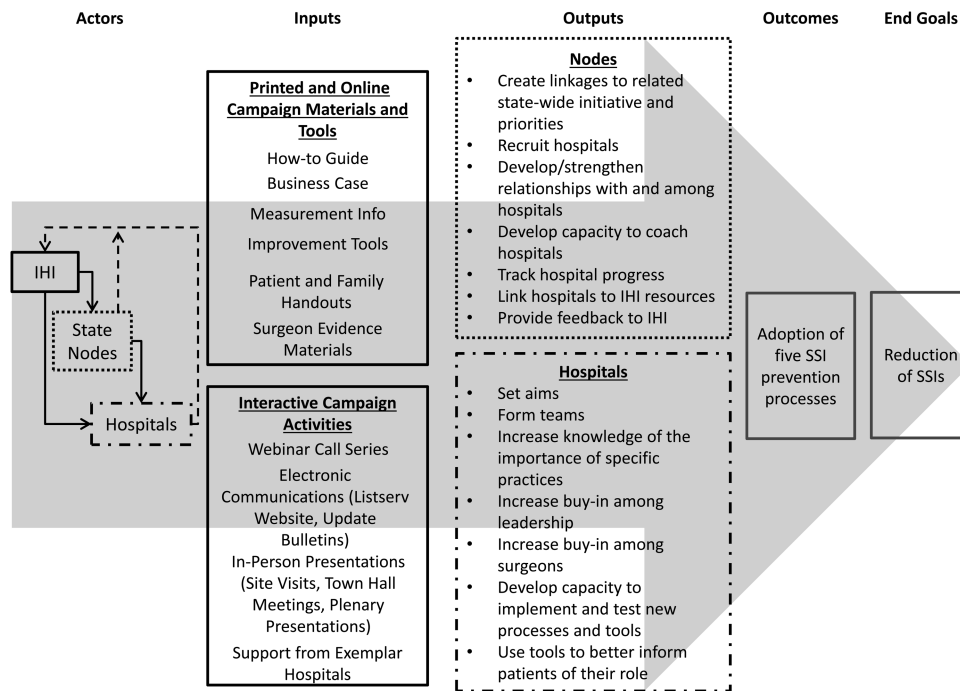 Actors
Inputs
Outputs
Outcomes
End Goals
IHI
State
Nodes
Hospitals
Printed and Online
Campaign Materials and
Tools
How-to Guide
Business Case
Measurement Info
Improvement Tools
Patient and Family
Handouts
Surgeon Evidence
Materials
Interactive Campaign
Activities
Webinar Call Series
Electronic
Communications (Listserv
Website, Update
Bulletins)
In-Person Presentations
(Site Visits, Town Hall
Meetings, Plenary
Presentations)
Support from Exemplar
Hospitals
Nodes
• Create linkages to related
state-wide initiative and
priorities
• Recruit hospitals
• Develop/strengthen
relationships with and among
hospitals
• Develop capacity to coach
hospitals
• Track hospital progress
• Link hospitals to IHI resources
• Provide feedback to IHI
Hospitals
• Set aims
• Form teams
• Increase knowledge of the
importance of specific
practices
• Increase buy-in among
leadership
• Increase buy-in among
surgeons
• Develop capacity to
implement and test new
processes and tools
• Use tools to better inform
patients of their role
Adoption of
five SSI
prevention
processes
Reduction
of SSIs